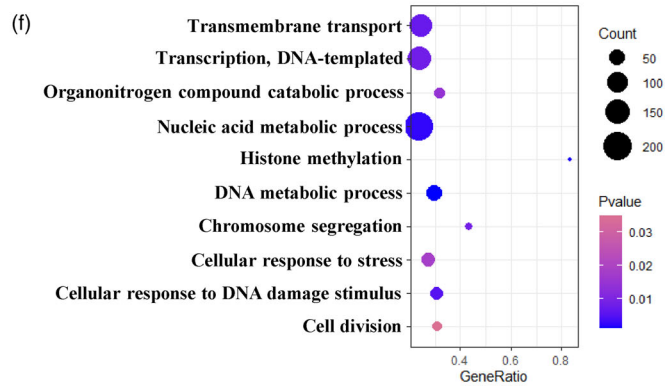 (f)
Transmembrane transport
Transcription, DNA-templated
Organonitrogen compound catabolic process
Nucleic acid metabolic process
Histone methylation
DNA metabolic process
Chromosome segregation
Cellular response to stress
Cellular response to DNA damage stimulus
Cell division
0.4 0.6 0.8
GeneRatio
Count
50
100
150
200
Pvalue
0.03
0.02
0.01